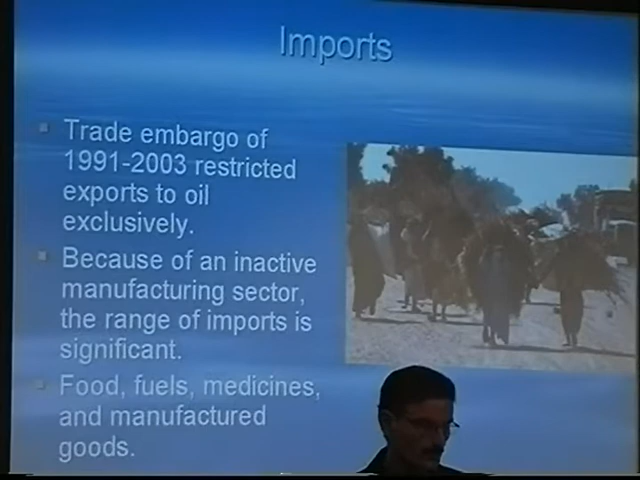 Imports
Trade embargo of
1991-2003 restricted
exports to oil
exclusively.
Because of an inactive
manufacturing sector,
the range of imports is
significant.
Food, fuels, medicines,
and manufactured
goods.